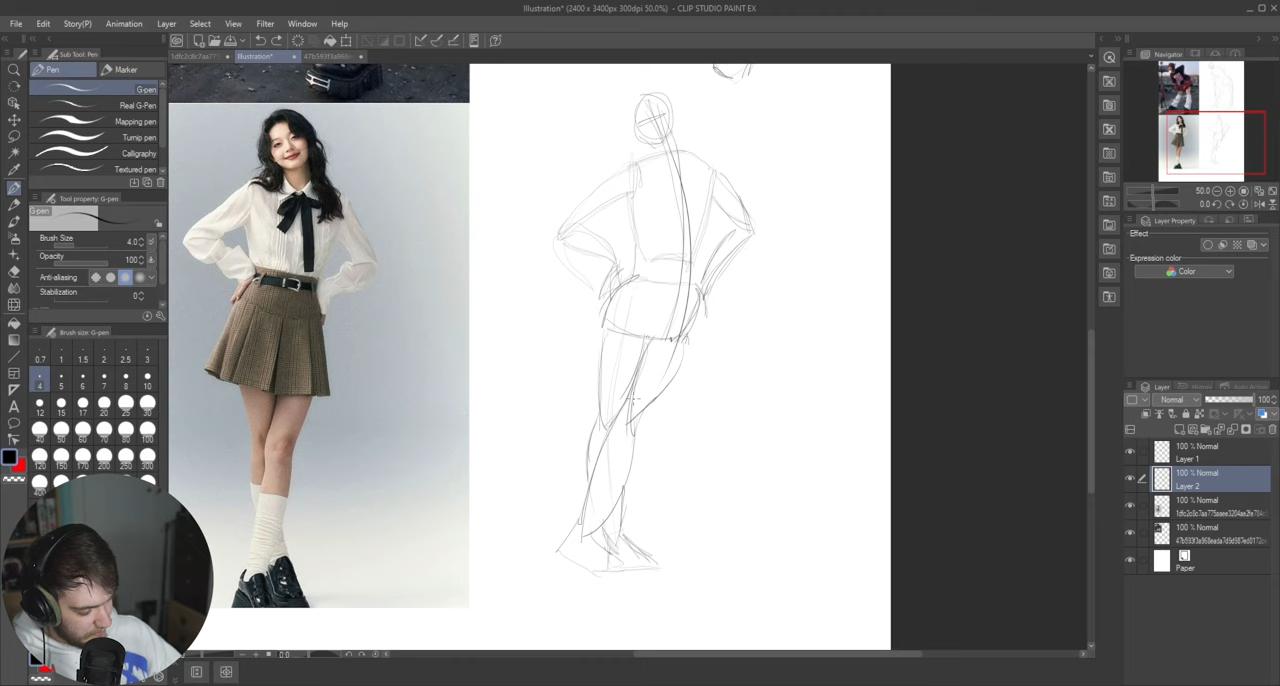 Illustration* (2400 x 3400px 300dpi 50.0%) - CLIP STUDIO PAINT EX
File Edit Story(P) Animation Layer Select View Filter Window Help
Sub Tool: Pen
Illustration*
Navigator
Pen Marker
G-pen
Real G-Pen
Mapping pen
Turnip pen
Calligraphy
Textured pen
Tool property: G-pen
G-pen
Brush Size 4.0
Opacity 100
Anti-aliasing
Stabilization 0
Brush size: G-pen
0.7 1 1.5 2 2.5 3
4 5 6 7 8 10
12 15 17 20 25 30
40 50 60 70 80 100
120 150 170 200 250 300
400
50.0
0.0
Layer Property
Effect
Expression color
Color
Layer
Normal 100
100 % Normal
Layer 1
100 % Normal
Layer 2
100 % Normal
100 % Normal
Paper